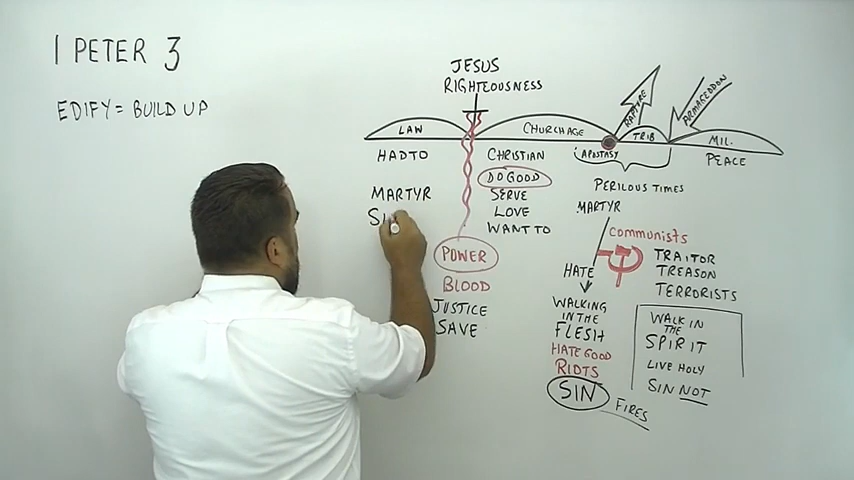 1 PETER 3
EDIFY = BUILD UP
JESUS
RIGHTEOUSNESS
LAW
CHURCHAGE
RAPTURE
TRIB
ARMAGEDDON
MIL.
HAD TO
CHRISTIAN
APOSTASY
PEACE
DO GOOD
PERILOUS TIMES
MARTYR
SERVE
MARTYR
LOVE
WANT TO
POWER
BLOOD
JUSTICE
SAVE
COMMUNISTS
TRAITOR
TREASON
TERRORISTS
HATE
WALKING
IN THE
FLESH
HATE GOOD
RIOTS
SIN
FIRES
WALK IN
THE
SPIRIT
LIVE HOLY
SIN NOT